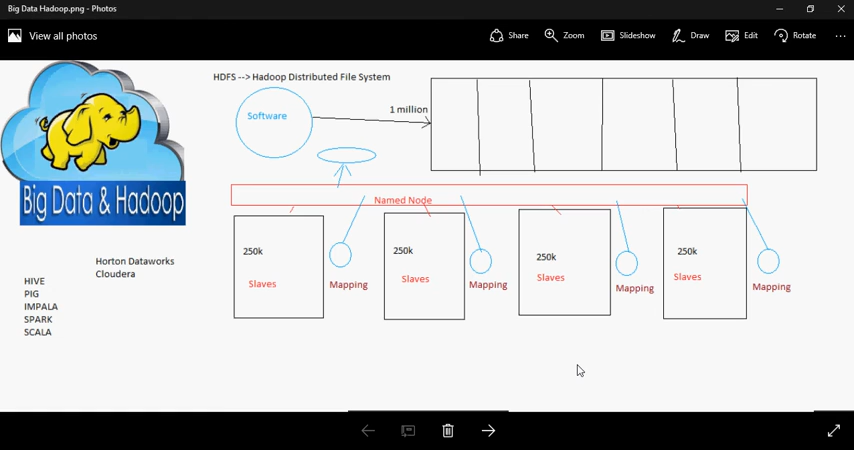 Big Data Hadoop.png - Photos
View all photos
Share
Zoom
Slideshow
Draw
Edit
Rotate
HDFS --> Hadoop Distributed File System
Software
1 million
Big Data & Hadoop
Named Node
250k
Slaves
Mapping
250k
Slaves
Mapping
250k
Slaves
Mapping
250k
Slaves
Mapping
Horton Dataworks
Cloudera
HIVE
PIG
IMPALA
SPARK
SCALA